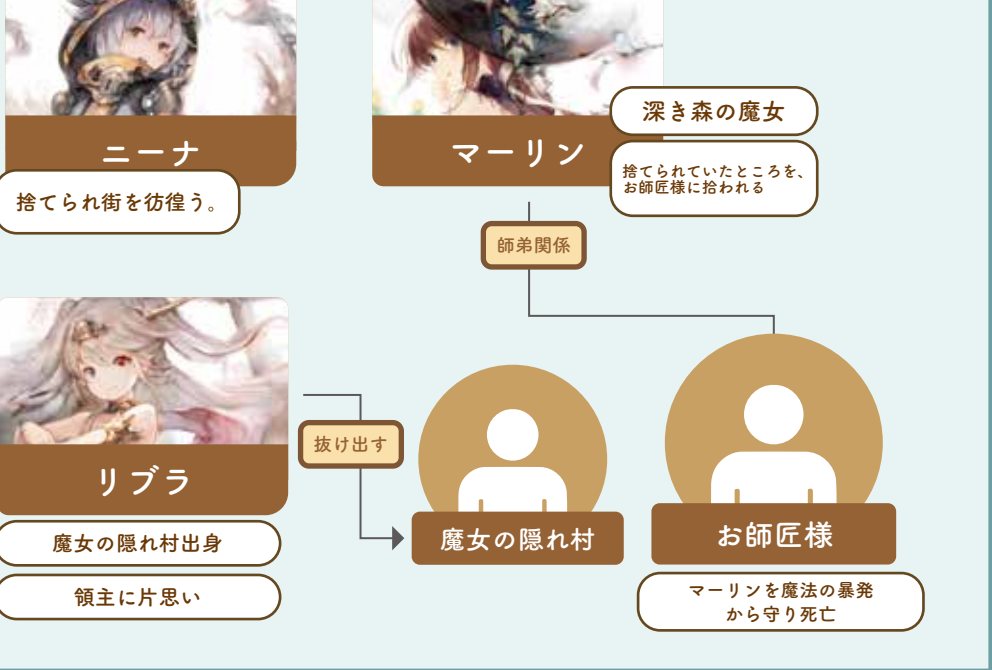 ニーナ
捨てられ街を彷徨う。
マーリン
深き森の魔女
捨てられていたところを、
お師匠様に拾われる
師弟関係
リブラ
魔女の隠れ村出身
領主に片思い
抜け出す
魔女の隠れ村
お師匠様
マーリンを魔法の暴発
から守り死亡